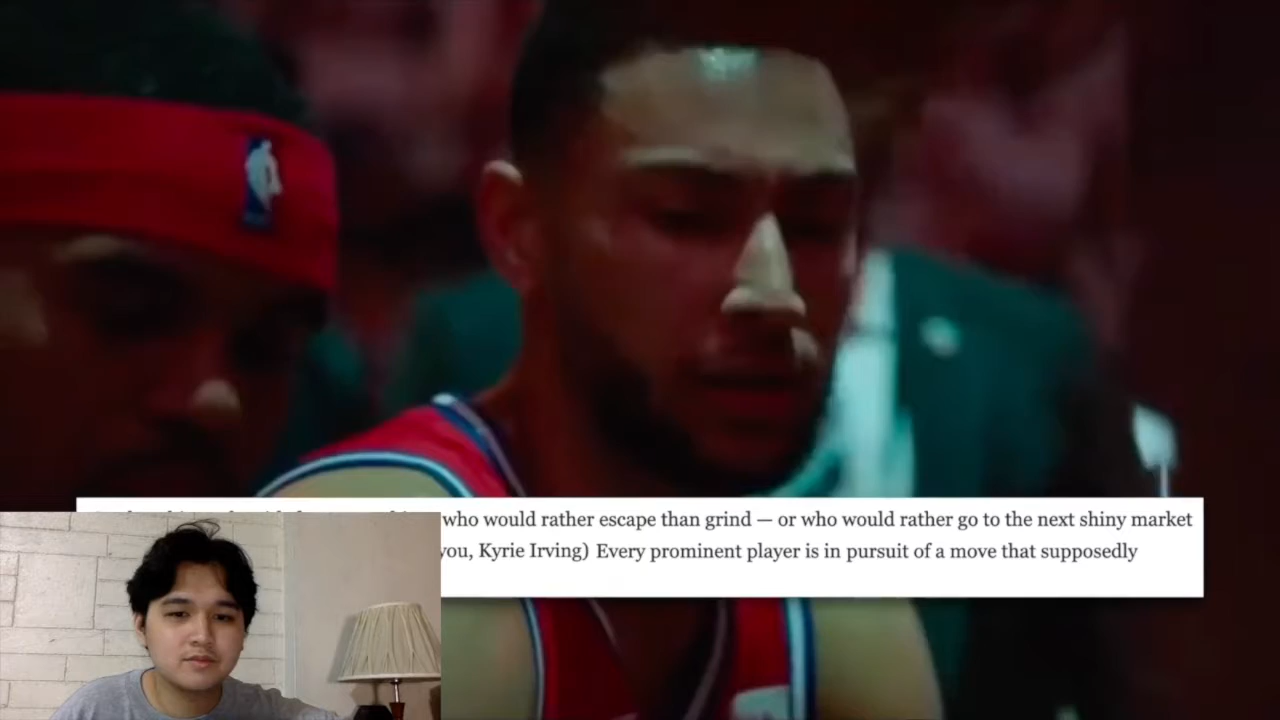 who would rather escape than grind — or who would rather go to the next shiny market
you, Kyrie Irving) Every prominent player is in pursuit of a move that supposedly